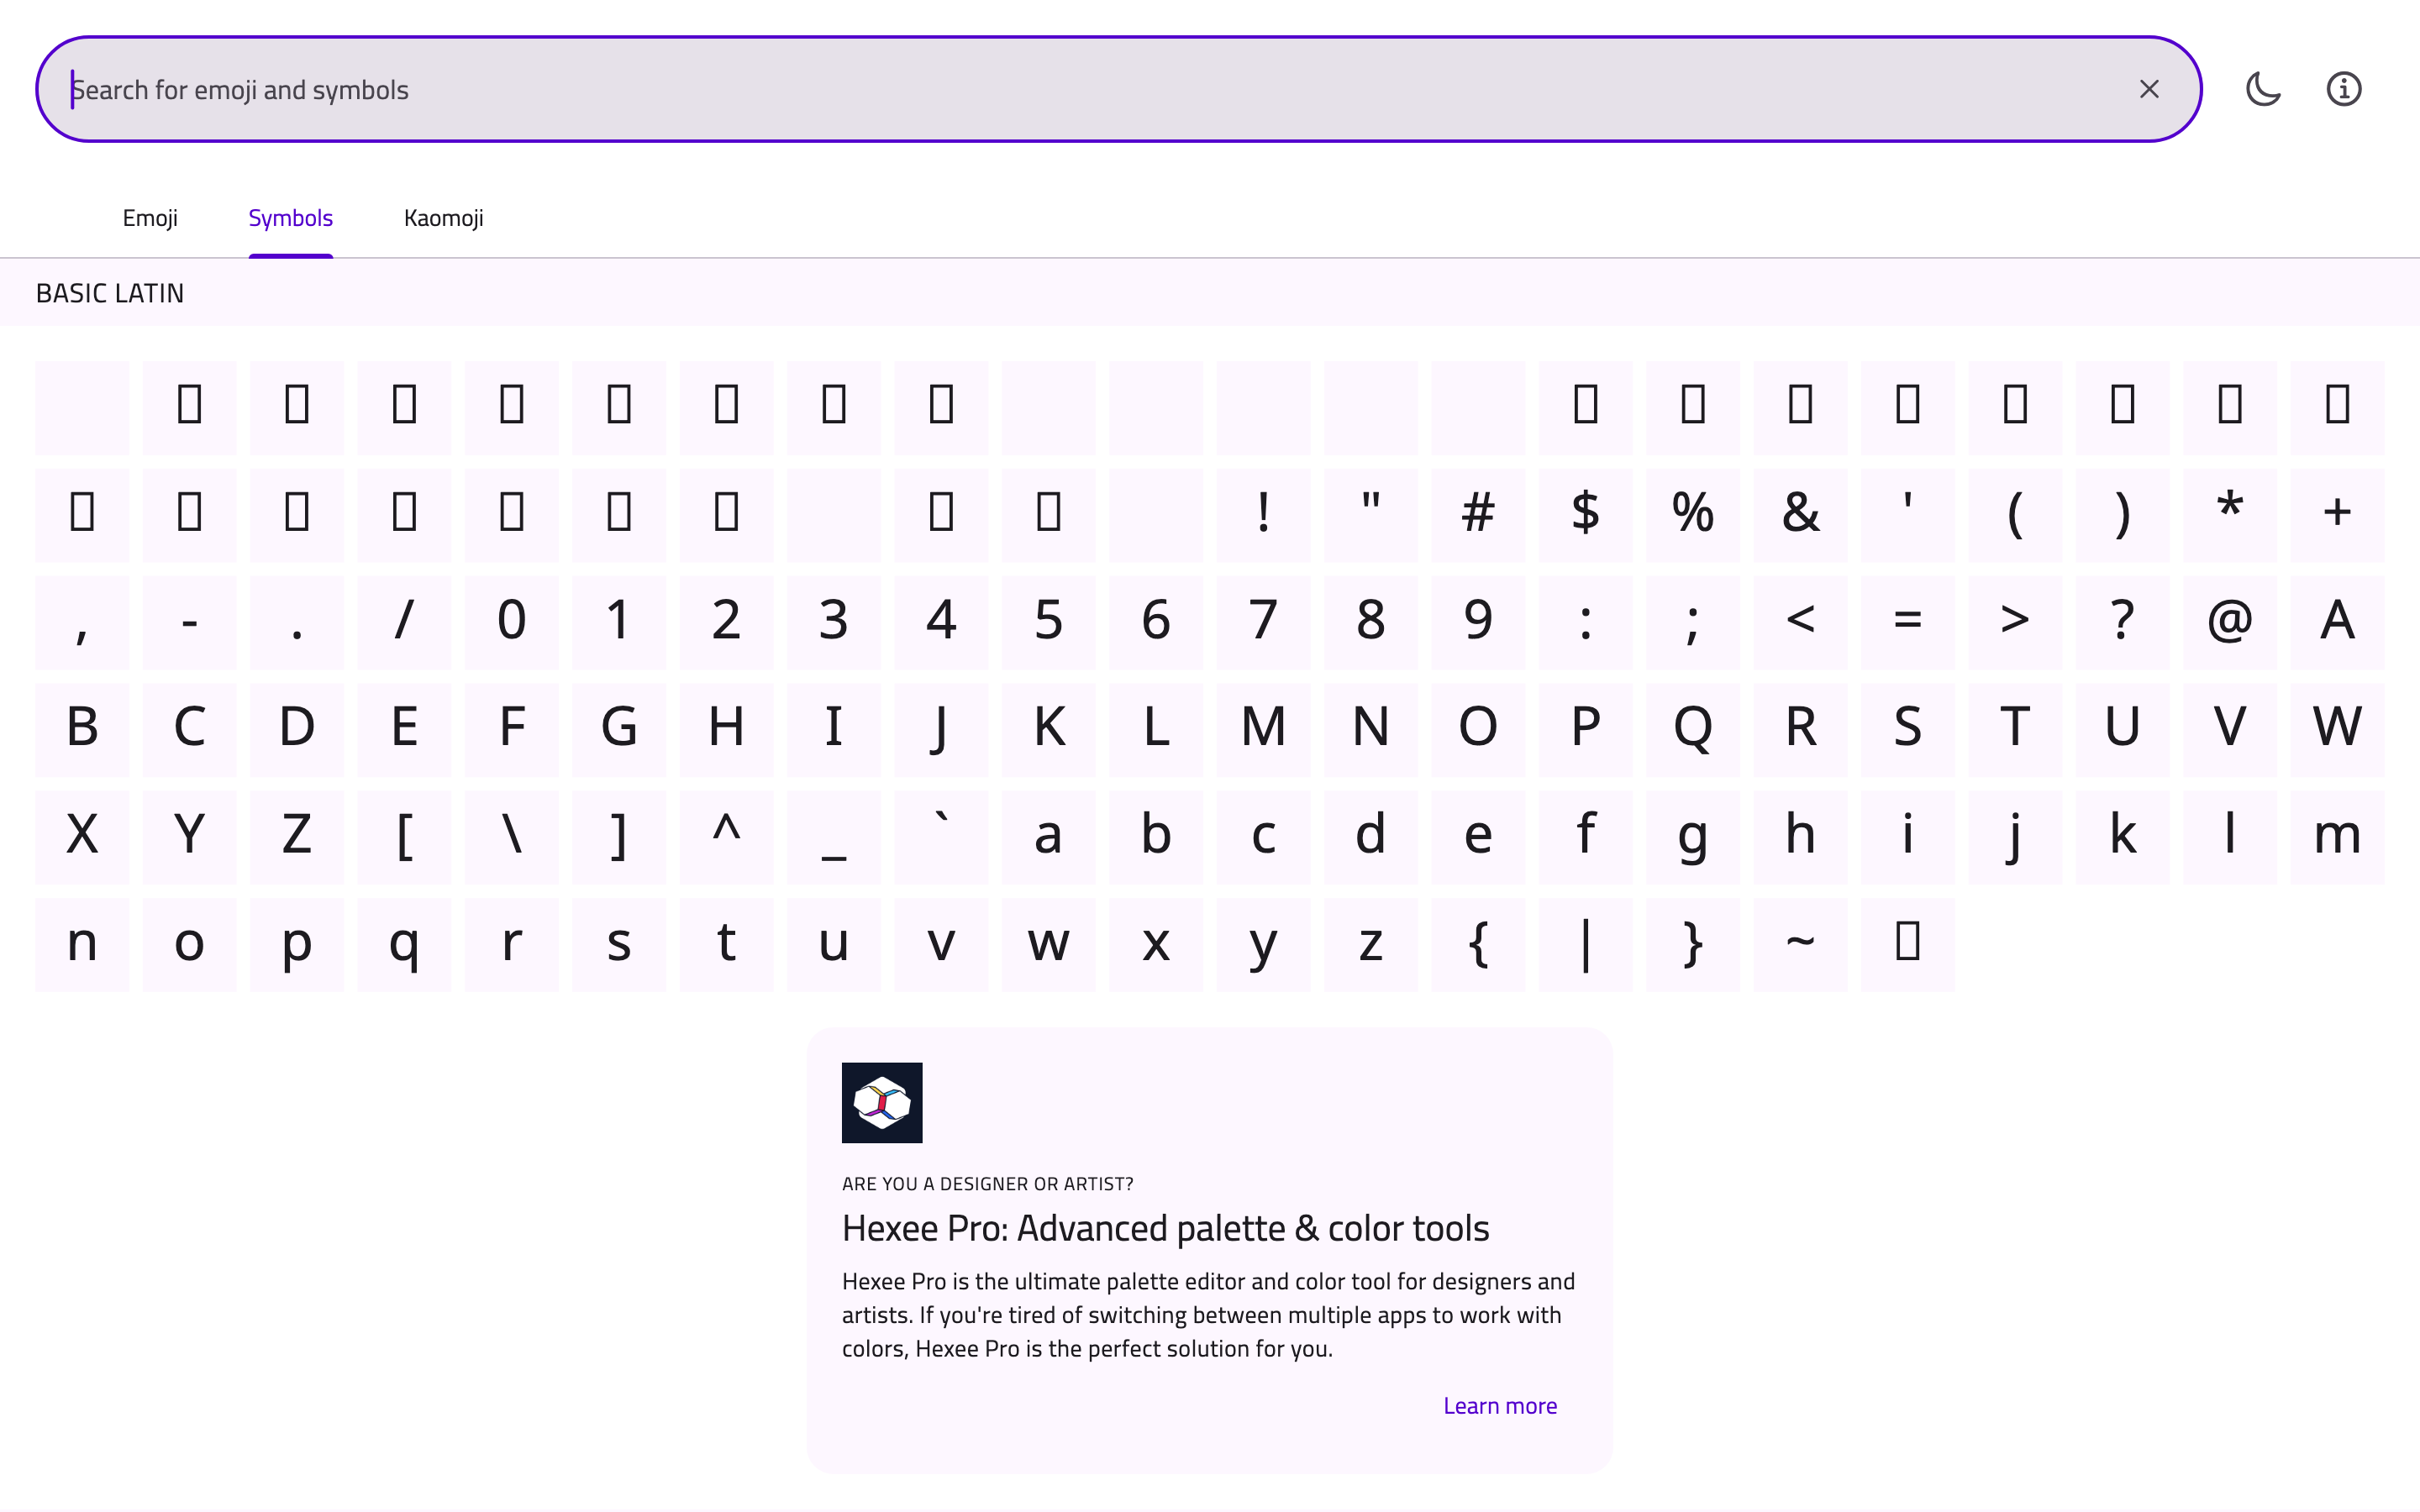 Search for emoji and symbols
Emoji Symbols Kaomoji
BASIC LATIN
! " # $ % & ' ( ) * +
, - . / 0 1 2 3 4 5 6 7 8 9 : ; < = > ? @ A
B C D E F G H I J K L M N O P Q R S T U V W
X Y Z [ \ ] ^ _ ` a b c d e f g h i j k l m
n o p q r s t u v w x y z { | } ~
ARE YOU A DESIGNER OR ARTIST?
Hexee Pro: Advanced palette & color tools
Hexee Pro is the ultimate palette editor and color tool for designers and
artists. If you're tired of switching between multiple apps to work with
colors, Hexee Pro is the perfect solution for you.
Learn more